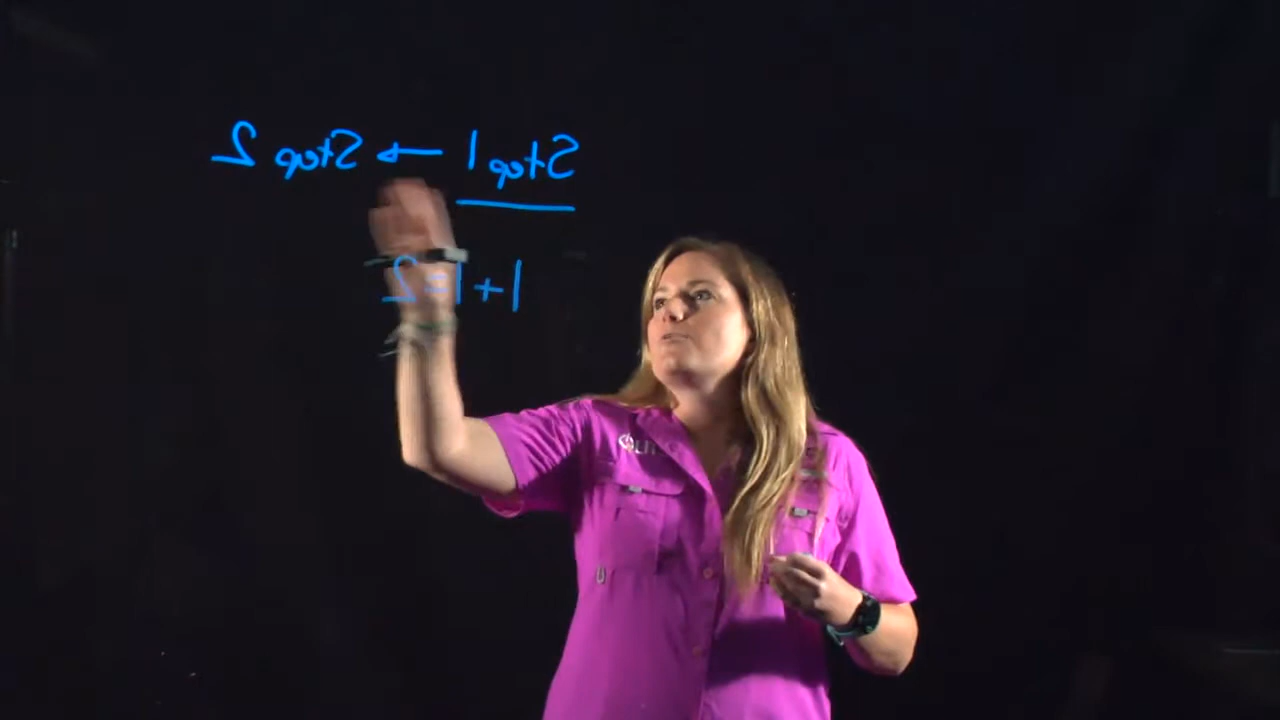 Step 1 → Step 2
1 + 1 = 2